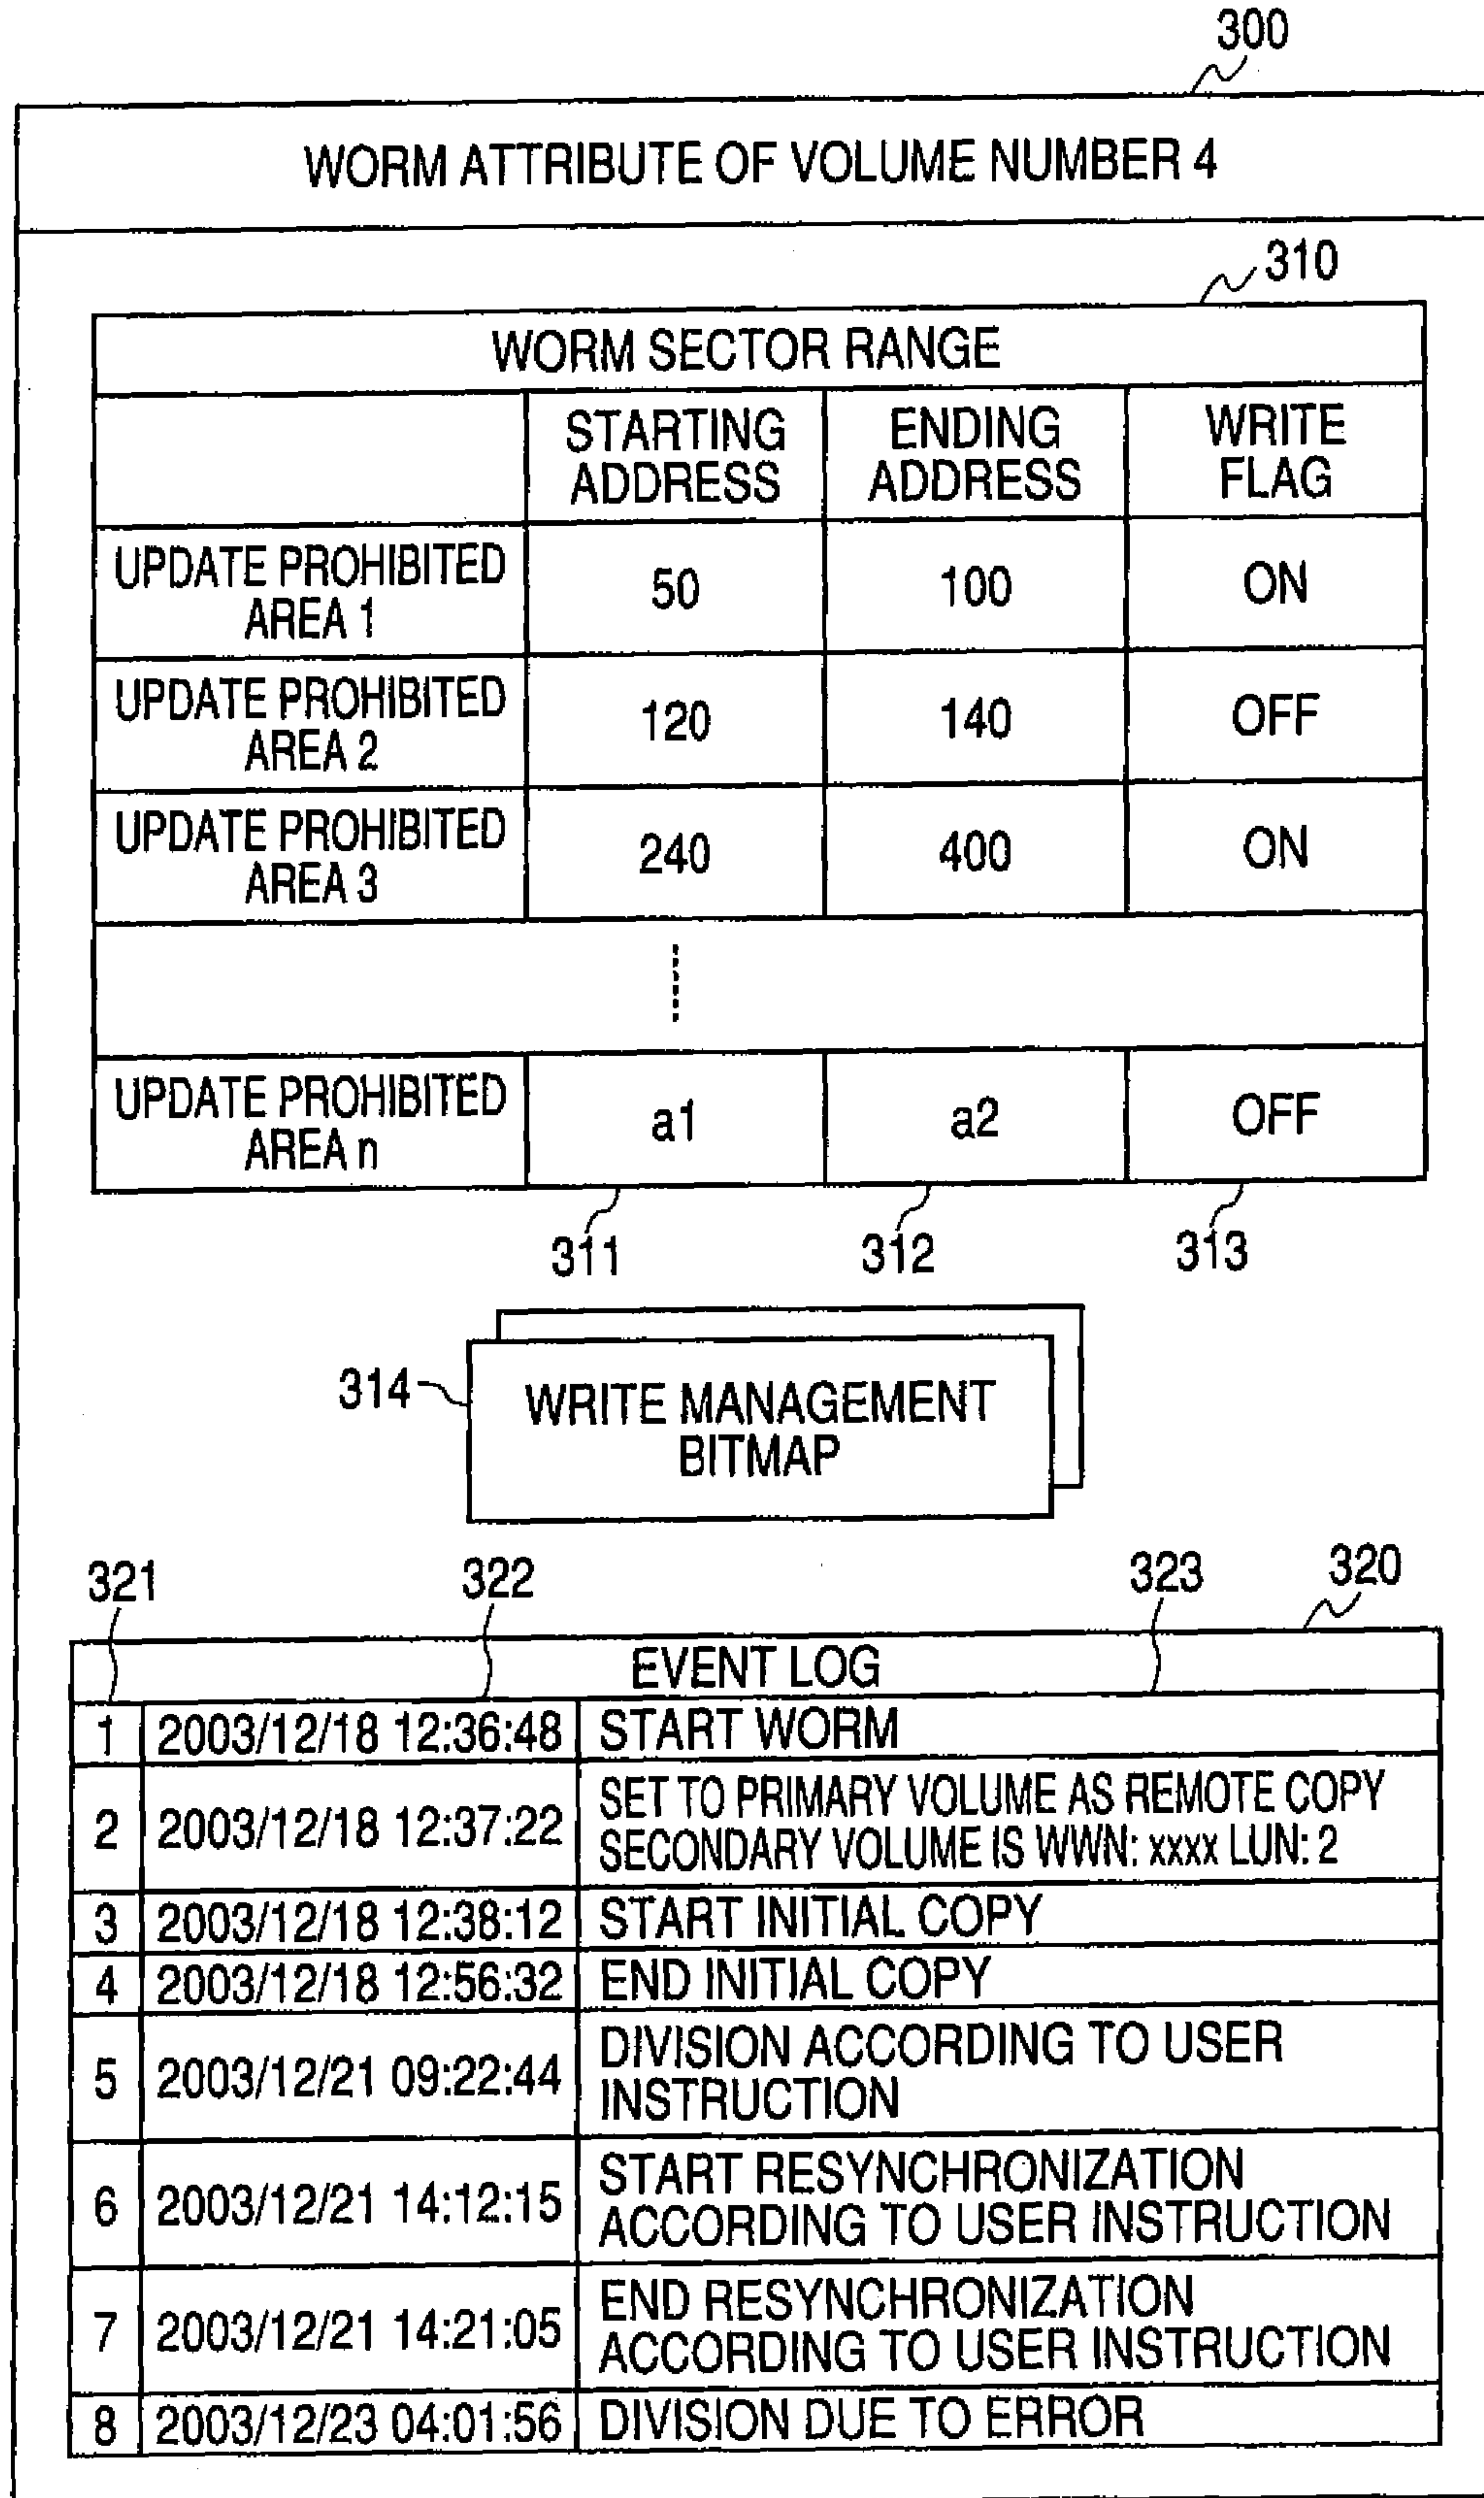 300
WORM ATTRIBUTE OF VOLUME NUMBER 4
310
WORM SECTOR RANGE
STARTING ADDRESS ENDING ADDRESS WRITE FLAG
UPDATE PROHIBITED AREA 1 50 100 ON
UPDATE PROHIBITED AREA 2 120 140 OFF
UPDATE PROHIBITED AREA 3 240 400 ON
UPDATE PROHIBITED AREA n a1 a2 OFF
311 312 313
314
WRITE MANAGEMENT
BITMAP
321 322 323 320
EVENT LOG
1 2003/12/18 12:36:48 START WORM
2 2003/12/18 12:37:22 SET TO PRIMARY VOLUME AS REMOTE COPY
SECONDARY VOLUME IS WWN: xxxx LUN: 2
3 2003/12/18 12:38:12 START INITIAL COPY
4 2003/12/18 12:56:32 END INITIAL COPY
5 2003/12/21 09:22:44 DIVISION ACCORDING TO USER
INSTRUCTION
6 2003/12/21 14:12:15 START RESYNCHRONIZATION
ACCORDING TO USER INSTRUCTION
7 2003/12/21 14:21:05 END RESYNCHRONIZATION
ACCORDING TO USER INSTRUCTION
8 2003/12/23 04:01:56 DIVISION DUE TO ERROR